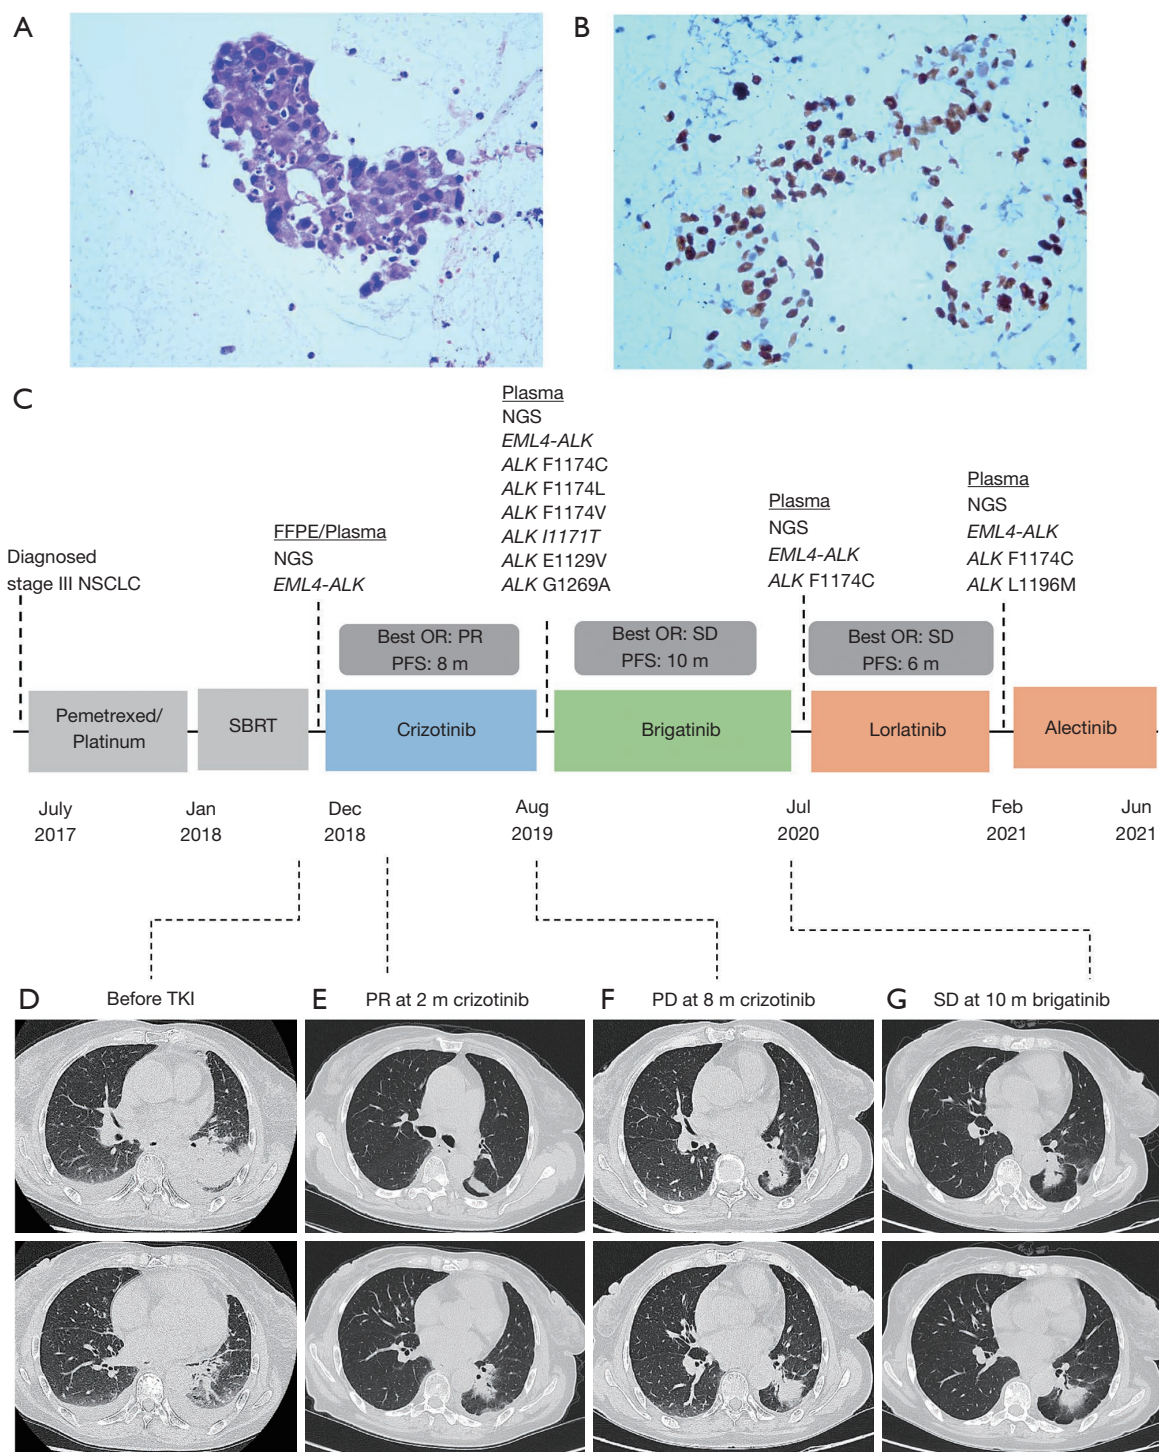 A
B
C
Diagnosed
stage III NSCLC
FFPE/Plasma
NGS
EML4-ALK
Plasma
NGS
EML4-ALK
ALK F1174C
ALK F1174L
ALK F1174V
ALK I1171T
ALK E1129V
ALK G1269A
Plasma
NGS
EML4-ALK
ALK F1174C
Plasma
NGS
EML4-ALK
ALK F1174C
ALK L1196M
Best OR: PR
PFS: 8 m
Best OR: SD
PFS: 10 m
Best OR: SD
PFS: 6 m
Pemetrexed/
Platinum
SBRT
Crizotinib
Brigatinib
Lorlatinib
Alectinib
July
2017
Jan
2018
Dec
2018
Aug
2019
Jul
2020
Feb
2021
Jun
2021
D
Before TKI
E
PR at 2 m crizotinib
F
PD at 8 m crizotinib
G
SD at 10 m brigatinib